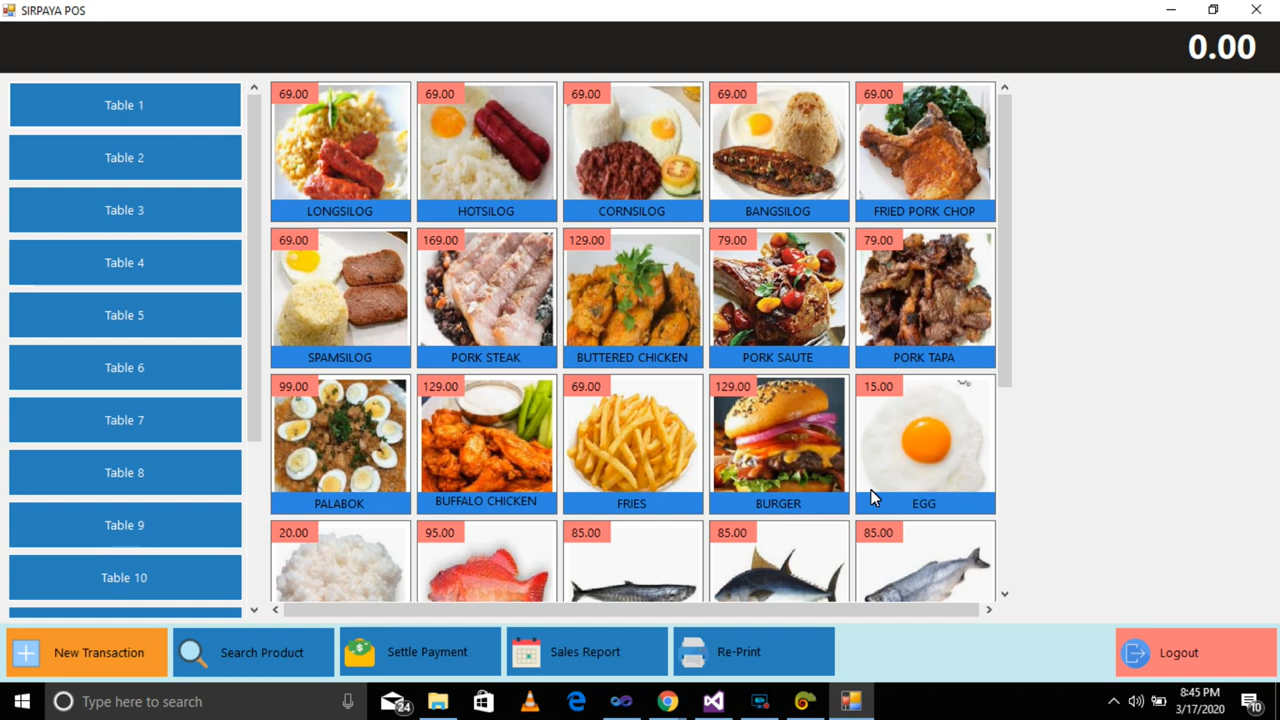 SIRPAYA POS
0.00
Table 1
Table 2
Table 3
Table 4
Table 5
Table 6
Table 7
Table 8
Table 9
Table 10
69.00
69.00
69.00
69.00
69.00
LONGSILOG
HOTSILOG
CORNSILOG
BANGSILOG
FRIED PORK CHOP
69.00
169.00
129.00
79.00
79.00
SPAMSILOG
PORK STEAK
BUTTERED CHICKEN
PORK SAUTE
PORK TAPA
99.00
129.00
69.00
129.00
15.00
PALABOK
BUFFALO CHICKEN
FRIES
BURGER
EGG
20.00
95.00
85.00
85.00
85.00
New Transaction
Search Product
Settle Payment
Sales Report
Re-Print
Logout
Type here to search
24
8:45 PM
3/17/2020
10